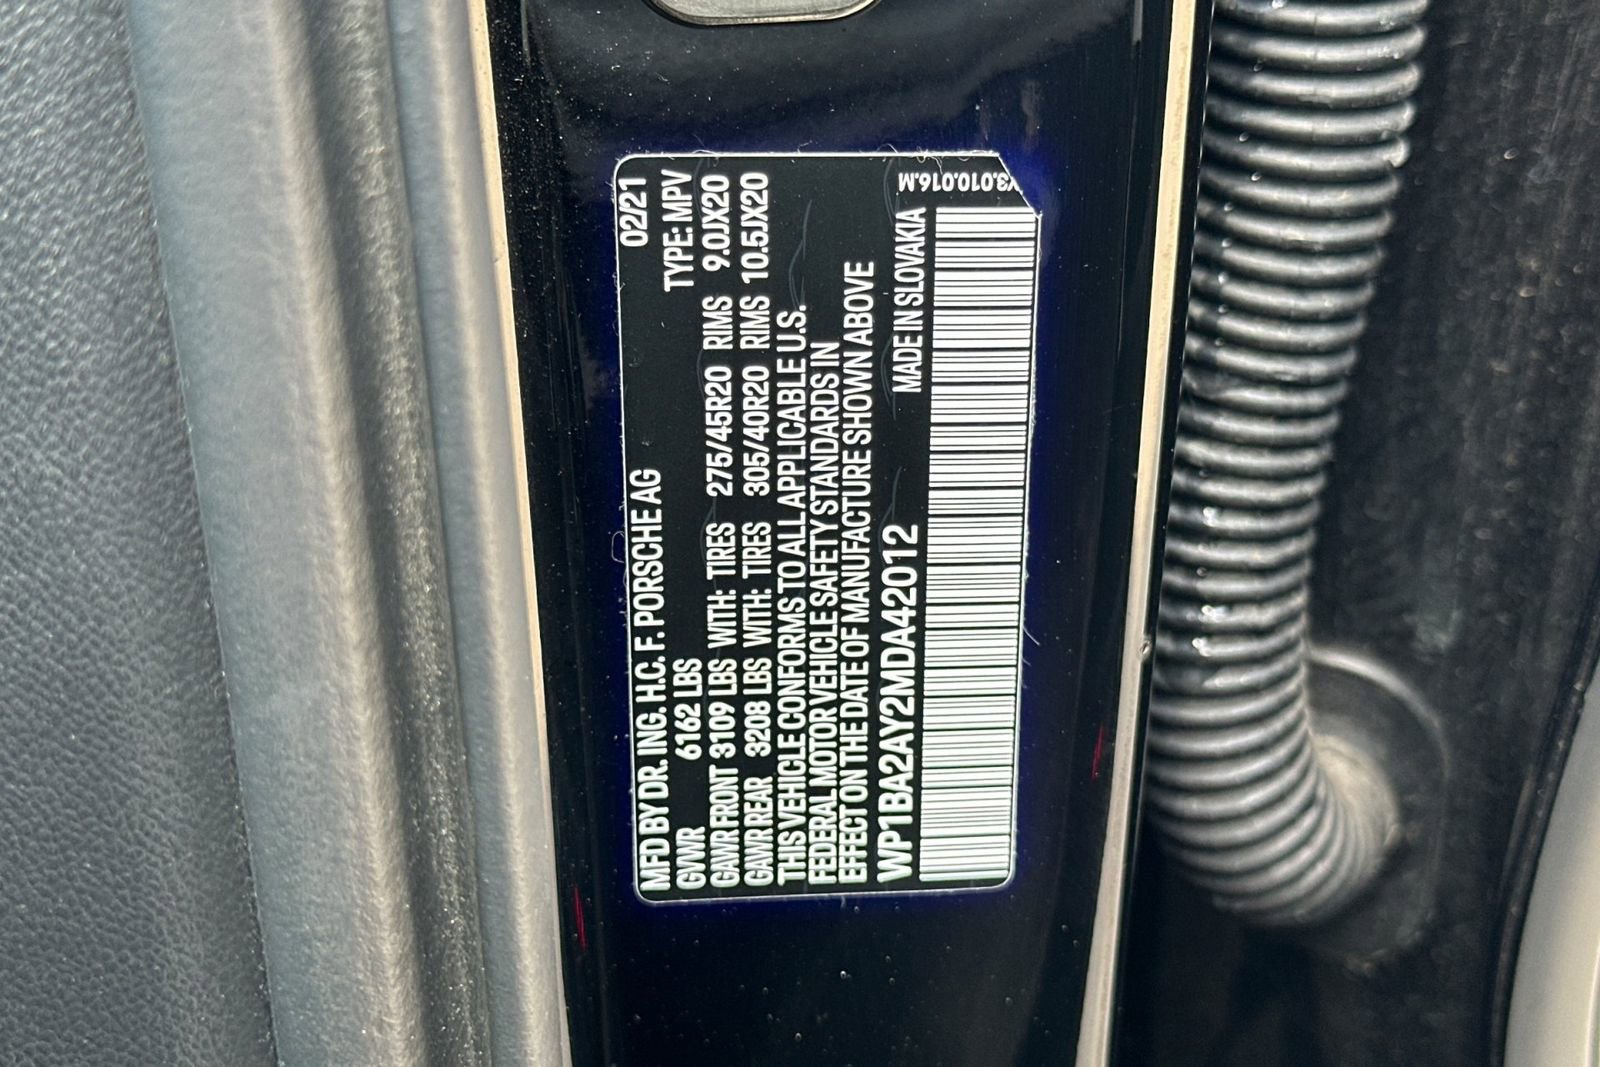 MFD BY DR. ING. H.C. F. PORSCHE AG 02/21
GVWR 6162 LBS TYPE: MPV
GAWR FRONT 3109 LBS WITH: TIRES 275/45R20 RIMS 9.0JX20
GAWR REAR 3208 LBS WITH: TIRES 305/40R20 RIMS 10.5JX20
THIS VEHICLE CONFORMS TO ALL APPLICABLE U.S.
FEDERAL MOTOR VEHICLE SAFETY STANDARDS IN
EFFECT ON THE DATE OF MANUFACTURE SHOWN ABOVE
WP1BA2AY2MDA42012 MADE IN SLOVAKIA
V3.010.016.M